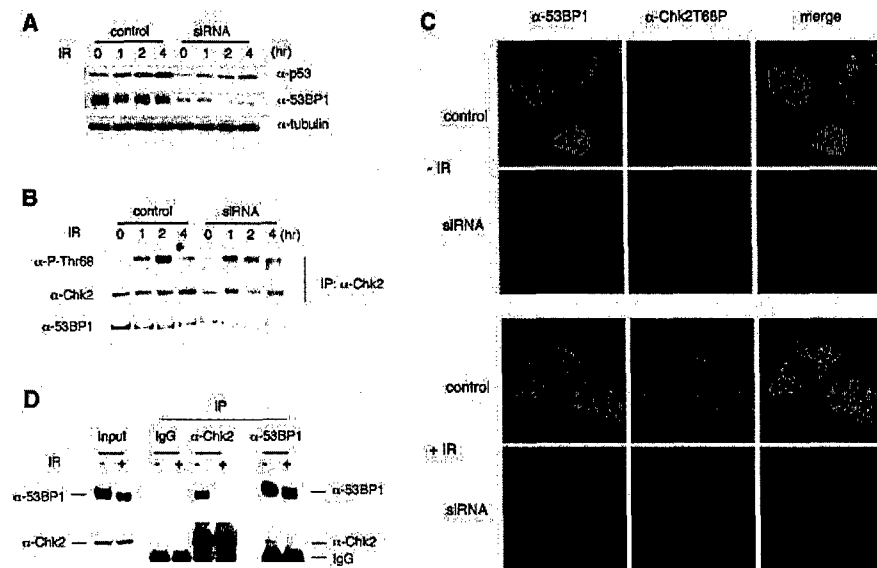 A
control siRNA
IR 0 1 2 4 0 1 2 4 (hr)
α-p53
α-53BP1
α-tubulin
B
control siRNA
IR 0 1 2 4 0 1 2 4 (hr)
α-P-Thr68
α-Chk2
IP: α-Chk2
α-53BP1
D
IP
Input IgG α-Chk2 α-53BP1
IR - + - + - + - +
α-53BP1 α-53BP1
α-Chk2 α-Chk2
IgG
C
α-53BP1 α-Chk2T68P merge
control
- IR
siRNA
control
+ IR
siRNA